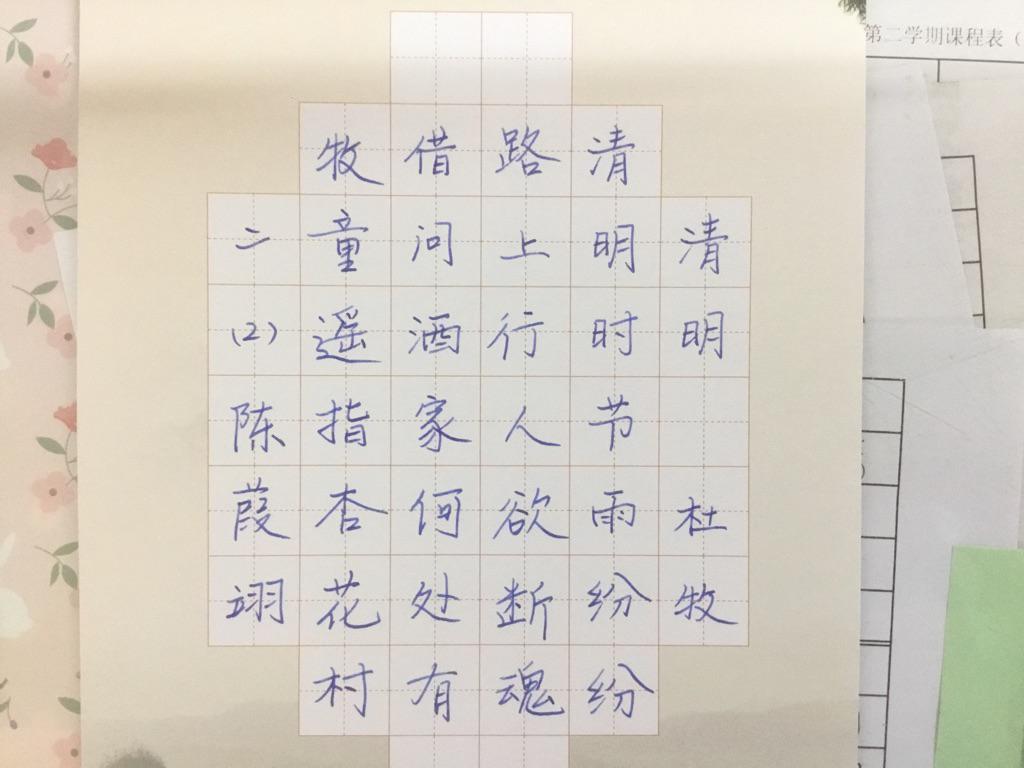 清明 杜牧
清明时节雨纷纷
路上行人欲断魂
借问酒家何处有
牧童遥指杏花村
二(2)陈葭翊
第二学期课程表(